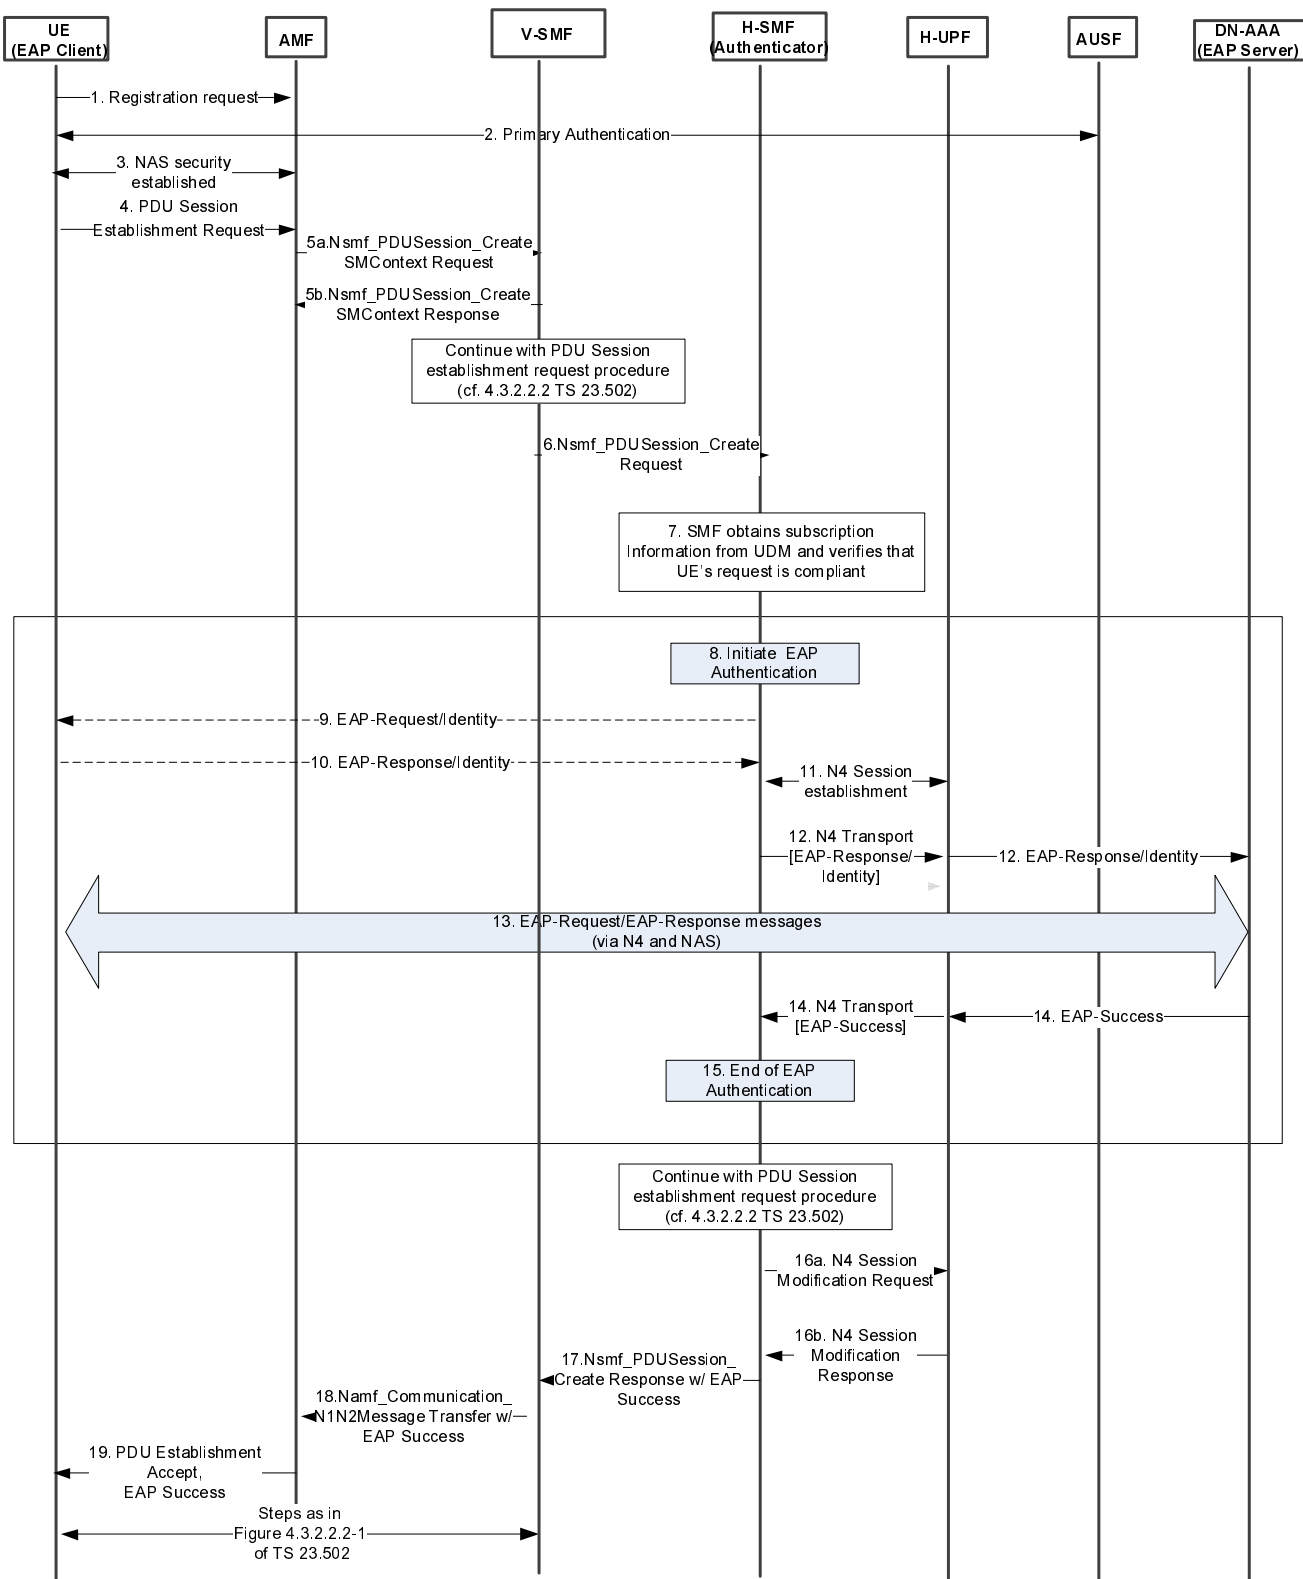 UE
(EAP Client)
AMF
V-SMF
H-SMF
(Authenticator)
H-UPF
AUSF
DN-AAA
(EAP Server)
1. Registration request
2. Primary Authentication
3. NAS security
established
4. PDU Session
Establishment Request
5a.Nsmf_PDUSession_Create
SMContext Request
5b.Nsmf_PDUSession_Create
SMContext Response
Continue with PDU Session
establishment request procedure
(cf. 4.3.2.2.2 TS 23.502)
6.Nsmf_PDUSession_Create
Request
7. SMF obtains subscription
Information from UDM and verifies that
UE's request is compliant
8. Initiate EAP
Authentication
9. EAP-Request/Identity
10. EAP-Response/Identity
11. N4 Session
establishment
12. N4 Transport
[EAP-Response/
Identity]
12. EAP-Response/Identity
13. EAP-Request/EAP-Response messages
(via N4 and NAS)
14. N4 Transport
[EAP-Success]
14. EAP-Success
15. End of EAP
Authentication
Continue with PDU Session
establishment request procedure
(cf. 4.3.2.2.2 TS 23.502)
16a. N4 Session
Modification Request
16b. N4 Session
Modification
Response
17.Nsmf_PDUSession_
Create Response w/ EAP
Success
18.Namf_Communication_
N1N2Message Transfer w/
EAP Success
19. PDU Establishment
Accept,
EAP Success
Steps as in
Figure 4.3.2.2.2-1
of TS 23.502